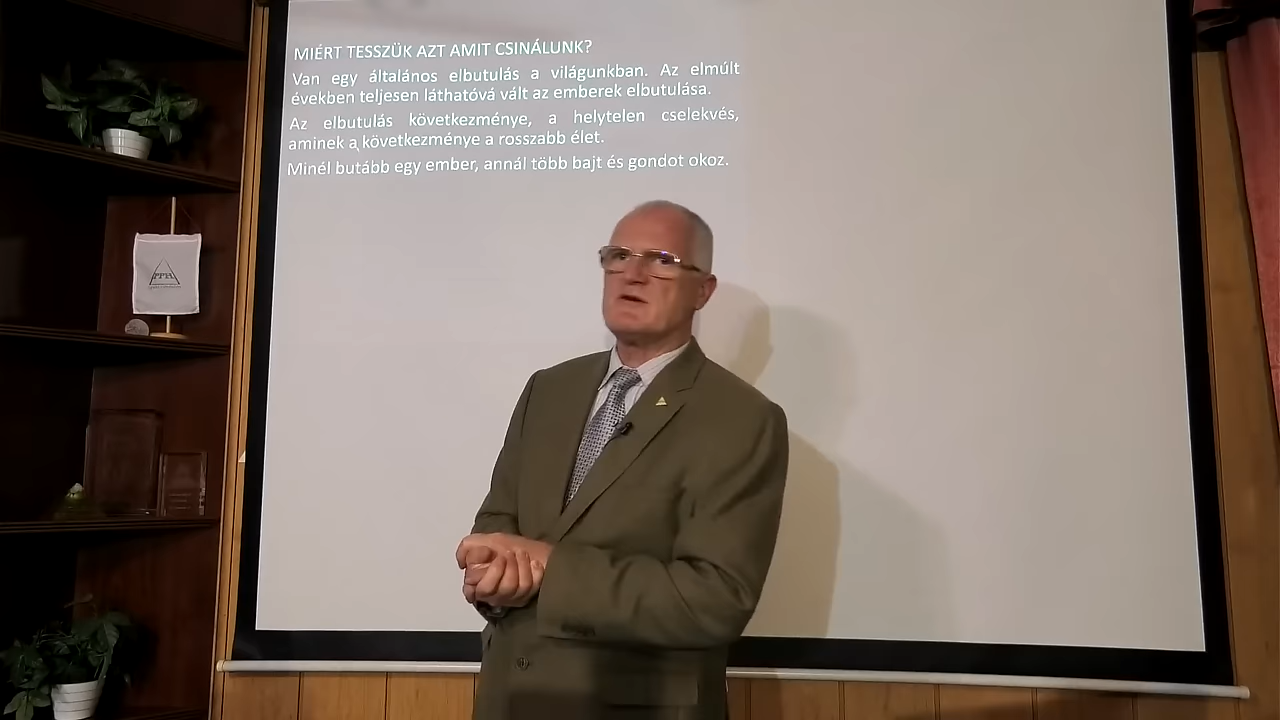 MIÉRT TESSZÜK AZT AMIT CSINÁLUNK?
Van egy általános elbutulás a világunkban. Az elmúlt
években teljesen láthatóvá vált az emberek elbutulása.
Az elbutulás következménye, a helytelen cselekvés,
aminek a következménye a rosszabb élet.
Minél butább egy ember, annál több bajt és gondot okoz.